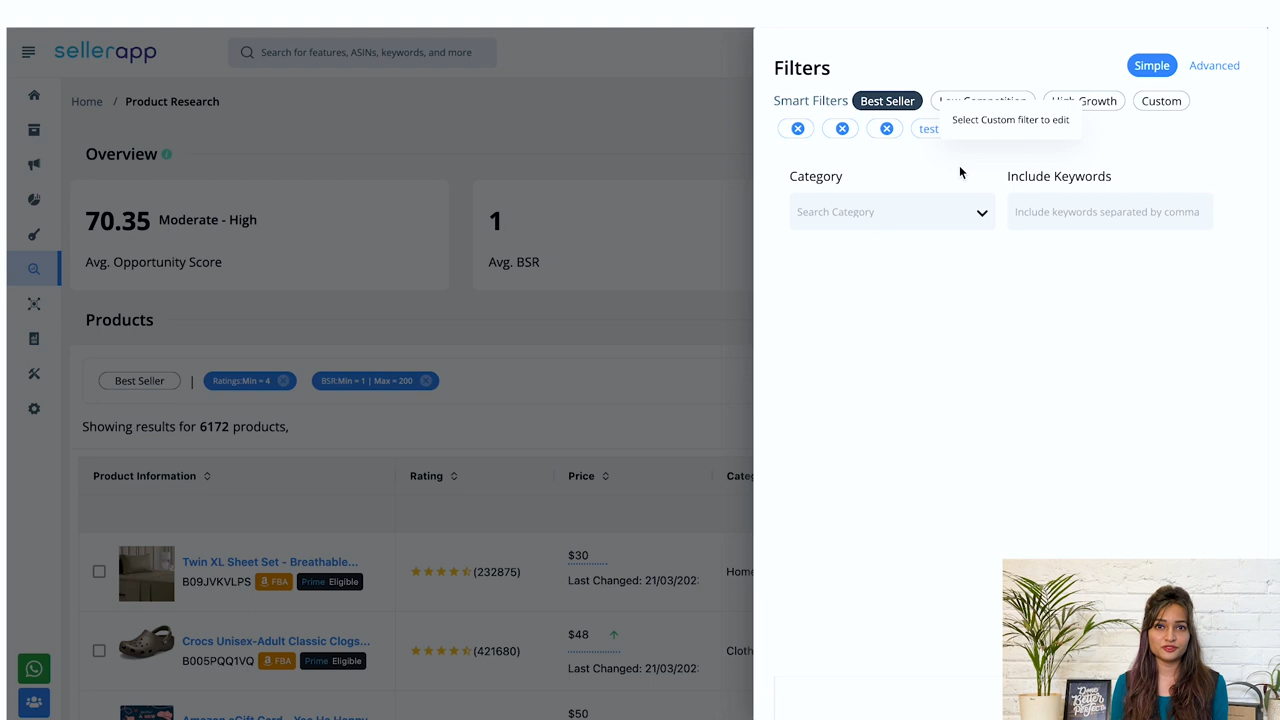 sellerapp
Search for features, ASINs, keywords, and more
Home / Product Research
Overview
70.35 Moderate - High
Avg. Opportunity Score
1
Avg. BSR
Products
Best Seller | Ratings:Min = 4 BSR:Min = 1 | Max = 200
Showing results for 6172 products,
Product Information Rating Price
Twin XL Sheet Set - Breathable...
B09JVKVLPS FBA Prime Eligible
(232875)
$30
Last Changed: 21/03/202
Crocs Unisex-Adult Classic Clogs...
B005PQQ1VQ FBA Prime Eligible
(421680)
$48
Last Changed: 21/03/202
$50
Filters
Simple Advanced
Smart Filters Best Seller Low Competition High Growth Custom
test
Select Custom filter to edit
Category Include Keywords
Search Category Include keywords separated by comma